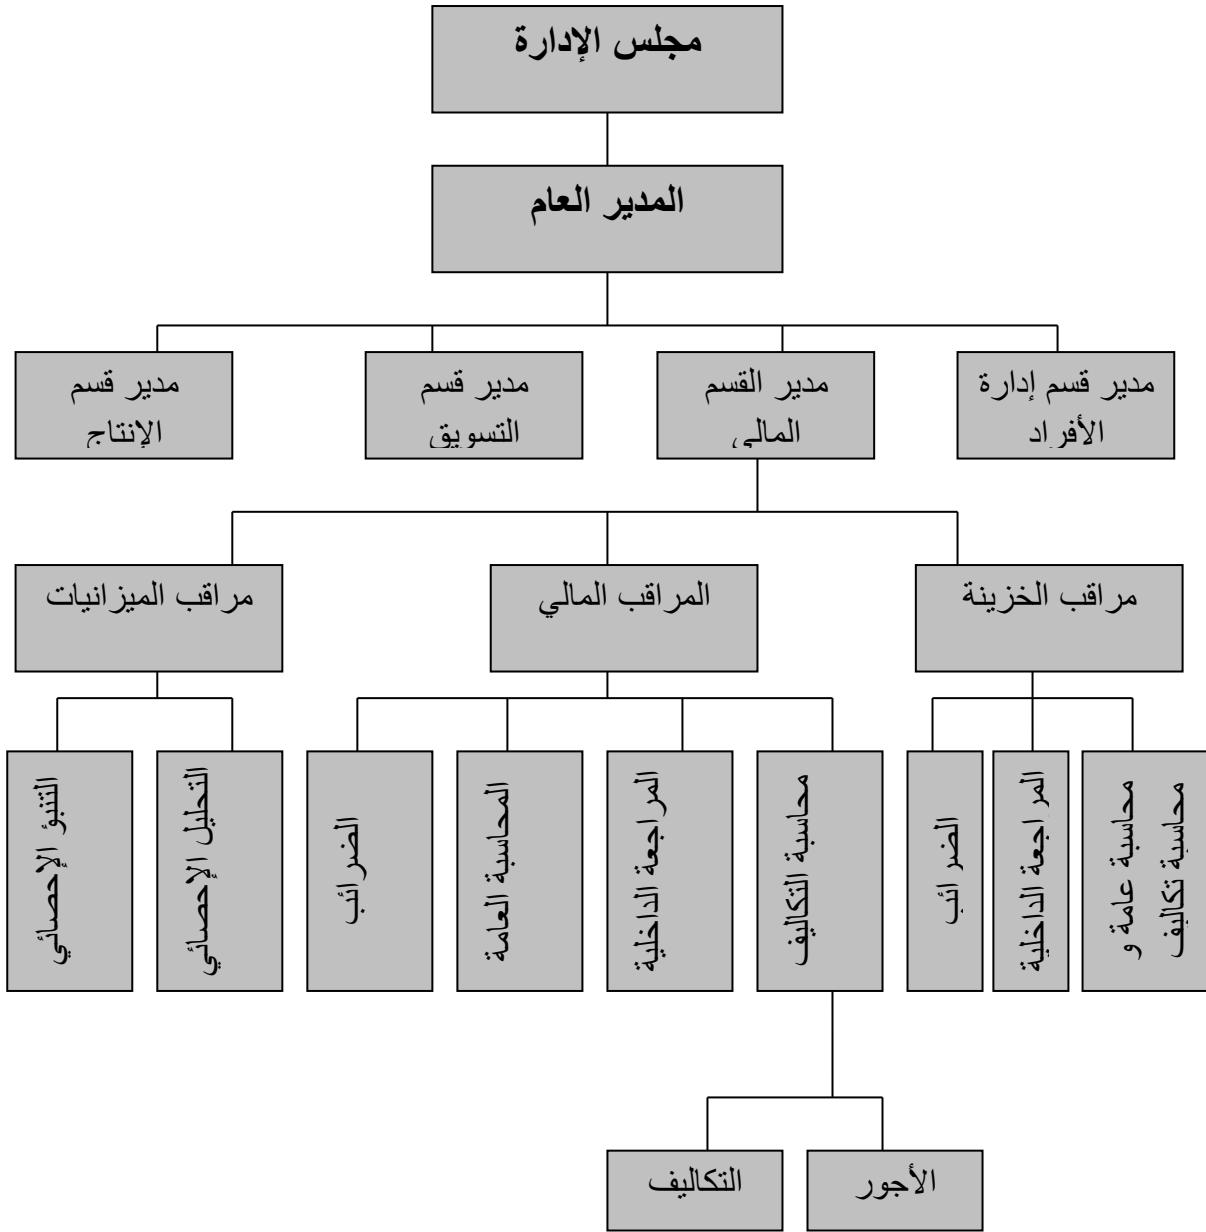 مجلس الإدارة
المدير العام
مدير قسم إدارة
الأفراد
مدير القسم
المالي
مدير قسم
التسويق
مدير قسم
الإنتاج
مراقب الخزينة
المراقب المالي
مراقب الميزانيات
محاسبة عامة و
محاسبة تكاليف
المراجعة الداخلية
الضرائب
محاسبة التكاليف
المراجعة الداخلية
المحاسبة العامة
الضرائب
التحليل الإحصائي
التنبؤ الإحصائي
الأجور
التكاليف